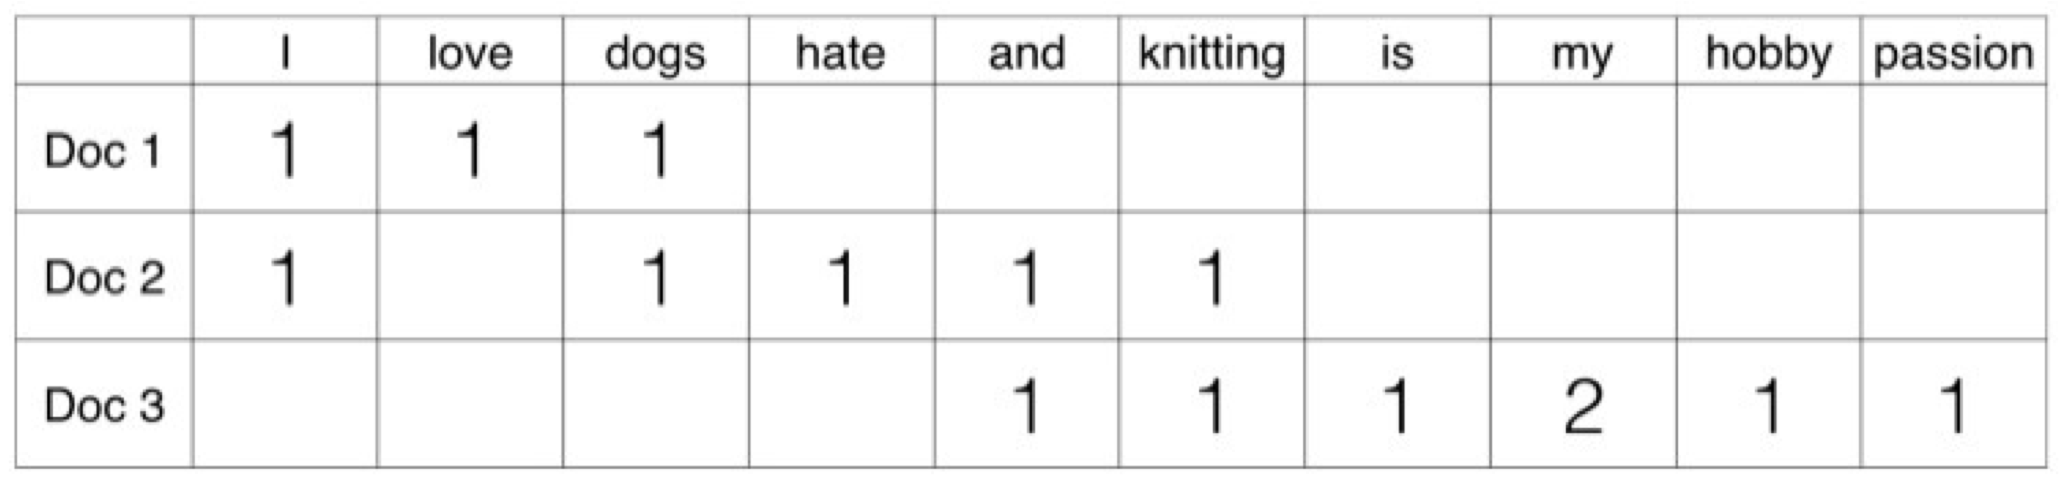 I love dogs hate and knitting is my hobby passion
Doc 1 1 1 1
Doc 2 1 1 1 1 1
Doc 3 1 1 1 2 1 1